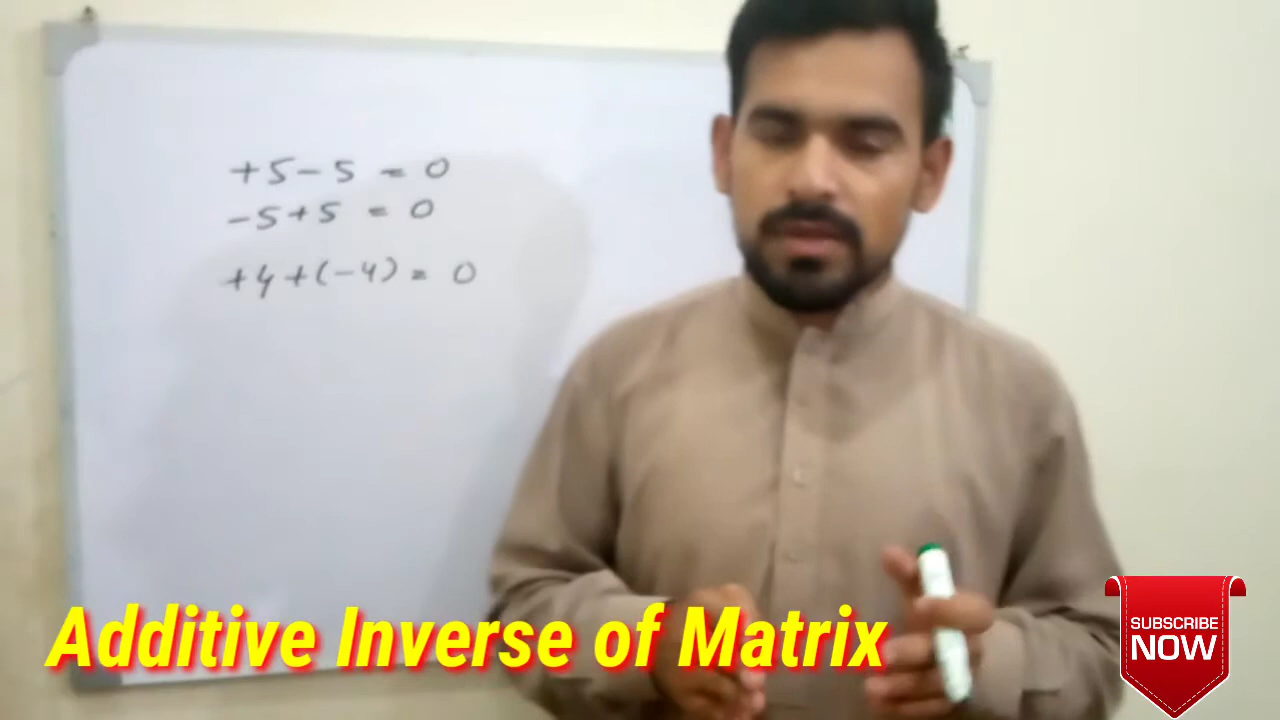 +5-5 = 0
-5+5 = 0
+4+(-4) = 0
Additive Inverse of Matrix
SUBSCRIBE
NOW